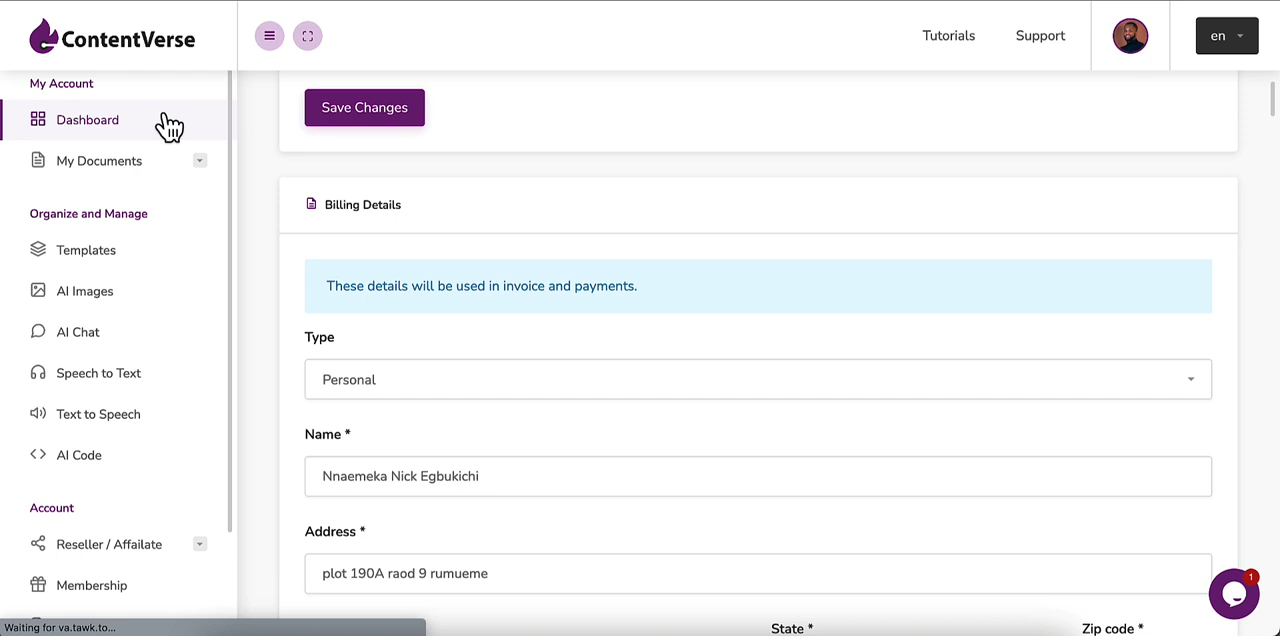 ContentVerse
Tutorials
Support
en
My Account
Dashboard
My Documents
Organize and Manage
Templates
AI Images
AI Chat
Speech to Text
Text to Speech
AI Code
Account
Reseller / Affailate
Membership
Waiting for va.tawk.to...
Save Changes
Billing Details
These details will be used in invoice and payments.
Type
Personal
Name *
Nnaemeka Nick Egbukichi
Address *
plot 190A raod 9 rumueme
State *
Zip code *
1